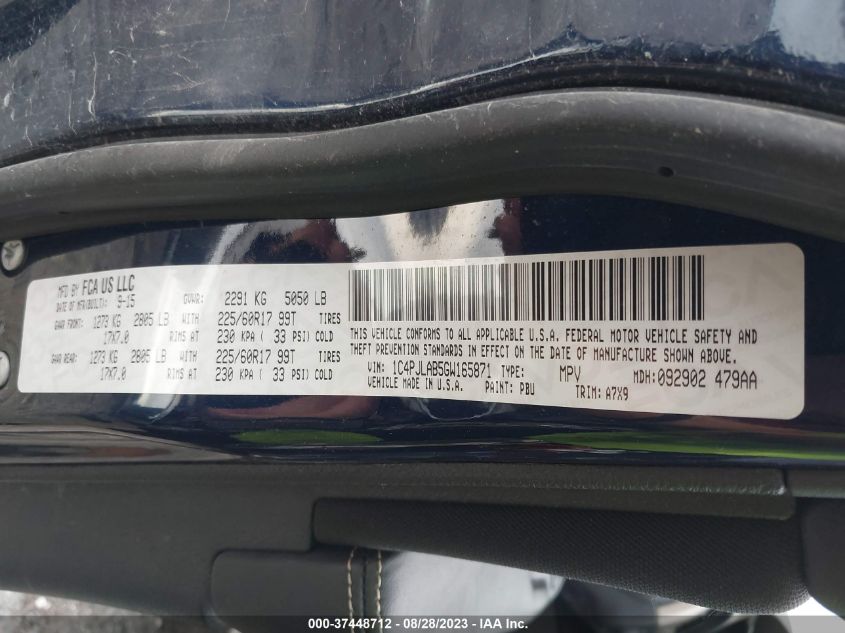 MFD BY FCA US LLC
DATE OF MFR(BUILT): 9-15 GVWR: 2291 KG 5050 LB
GAWR FRONT: 1273 KG 2805 LB WITH 225/60R17 99T TIRES
17X7.0 RIMS AT 230 KPA ( 33 PSI) COLD
GAWR REAR: 1273 KG 2805 LB WITH 225/60R17 99T TIRES
17X7.0 RIMS AT 230 KPA ( 33 PSI) COLD
THIS VEHICLE CONFORMS TO ALL APPLICABLE U.S.A. FEDERAL MOTOR VEHICLE SAFETY AND
THEFT PREVENTION STANDARDS IN EFFECT ON THE DATE OF MANUFACTURE SHOWN ABOVE.
VIN: 1C4PJLAB5GW165871 TYPE: MPV MDH: 092902 479AA
VEHICLE MADE IN U.S.A. PAINT: PBU TRIM: A7X9
000-37448712 - 08/28/2023 - IAA Inc.